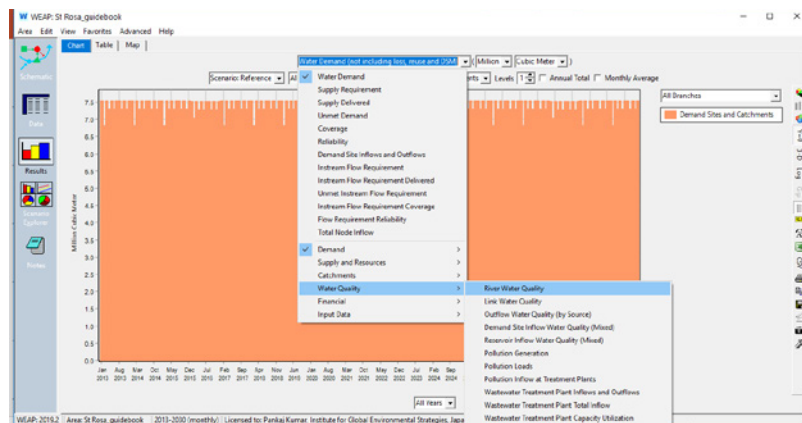 WEAP: St Rosa_guidebook
Area Edit View Favorites Advanced Help
Chart Table Map
Water Demand (not including loss, reuse and DSM) (Million Cubic Meter)
Scenario: Reference Levels 1 Annual Total Monthly Average
Schematic
Data
Results
Scenario Explorer
Notes
Water Demand
Supply Requirement
Supply Delivered
Unmet Demand
Coverage
Reliability
Demand Site Inflows and Outflows
Instream Flow Requirement
Instream Flow Requirement Delivered
Unmet Instream Flow Requirement
Instream Flow Requirement Coverage
Flow Requirement Reliability
Total Node Inflow
Demand >
Supply and Resources >
Catchments >
Water Quality >
Financial >
Input Data >
River Water Quality
Link Water Quality
Outflow Water Quality (by Source)
Demand Site Inflow Water Quality (Mixed)
Reservoir Inflow Water Quality (Mixed)
Pollution Generation
Pollution Loads
Pollution Inflow at Treatment Plants
Wastewater Treatment Plant Inflows and Outflows
Wastewater Treatment Plant Total Inflow
Wastewater Treatment Plant Capacity Utilization
All Branches
Demand Sites and Catchments
Million Cubic Meter
7.5
7.0
6.5
6.0
5.5
5.0
4.5
4.0
3.5
3.0
2.5
2.0
1.5
1.0
0.5
0.0
Jan Aug Mar Oct May Dec Jul Feb Sep Apr Nov Jun Jan Aug Mar Oct May Dec Jul Feb Sep
2013 2013 2014 2014 2015 2015 2016 2017 2017 2018 2018 2019 2020 2020 2021 2021 2022 2022 2023 2024 2024
All Years
WEAP: 2019.2 Area: St Rosa_guidebook 2013-2030 (monthly) Licensed to: Pankaj Kumar, Institute for Global Environmental Strategies, Japa